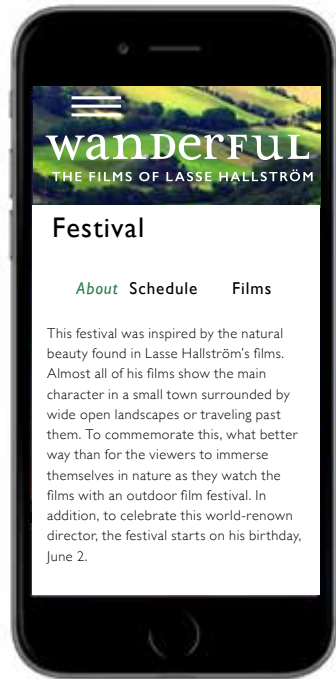 wanDerFUL
THE FILMS OF LASSE HALLSTRÖM
Festival
About Schedule Films
This festival was inspired by the natural
beauty found in Lasse Hallström's films.
Almost all of his films show the main
character in a small town surrounded by
wide open landscapes or traveling past
them. To commemorate this, what better
way than for the viewers to immerse
themselves in nature as they watch the
films with an outdoor film festival. In
addition, to celebrate this world-renown
director, the festival starts on his birthday,
June 2.